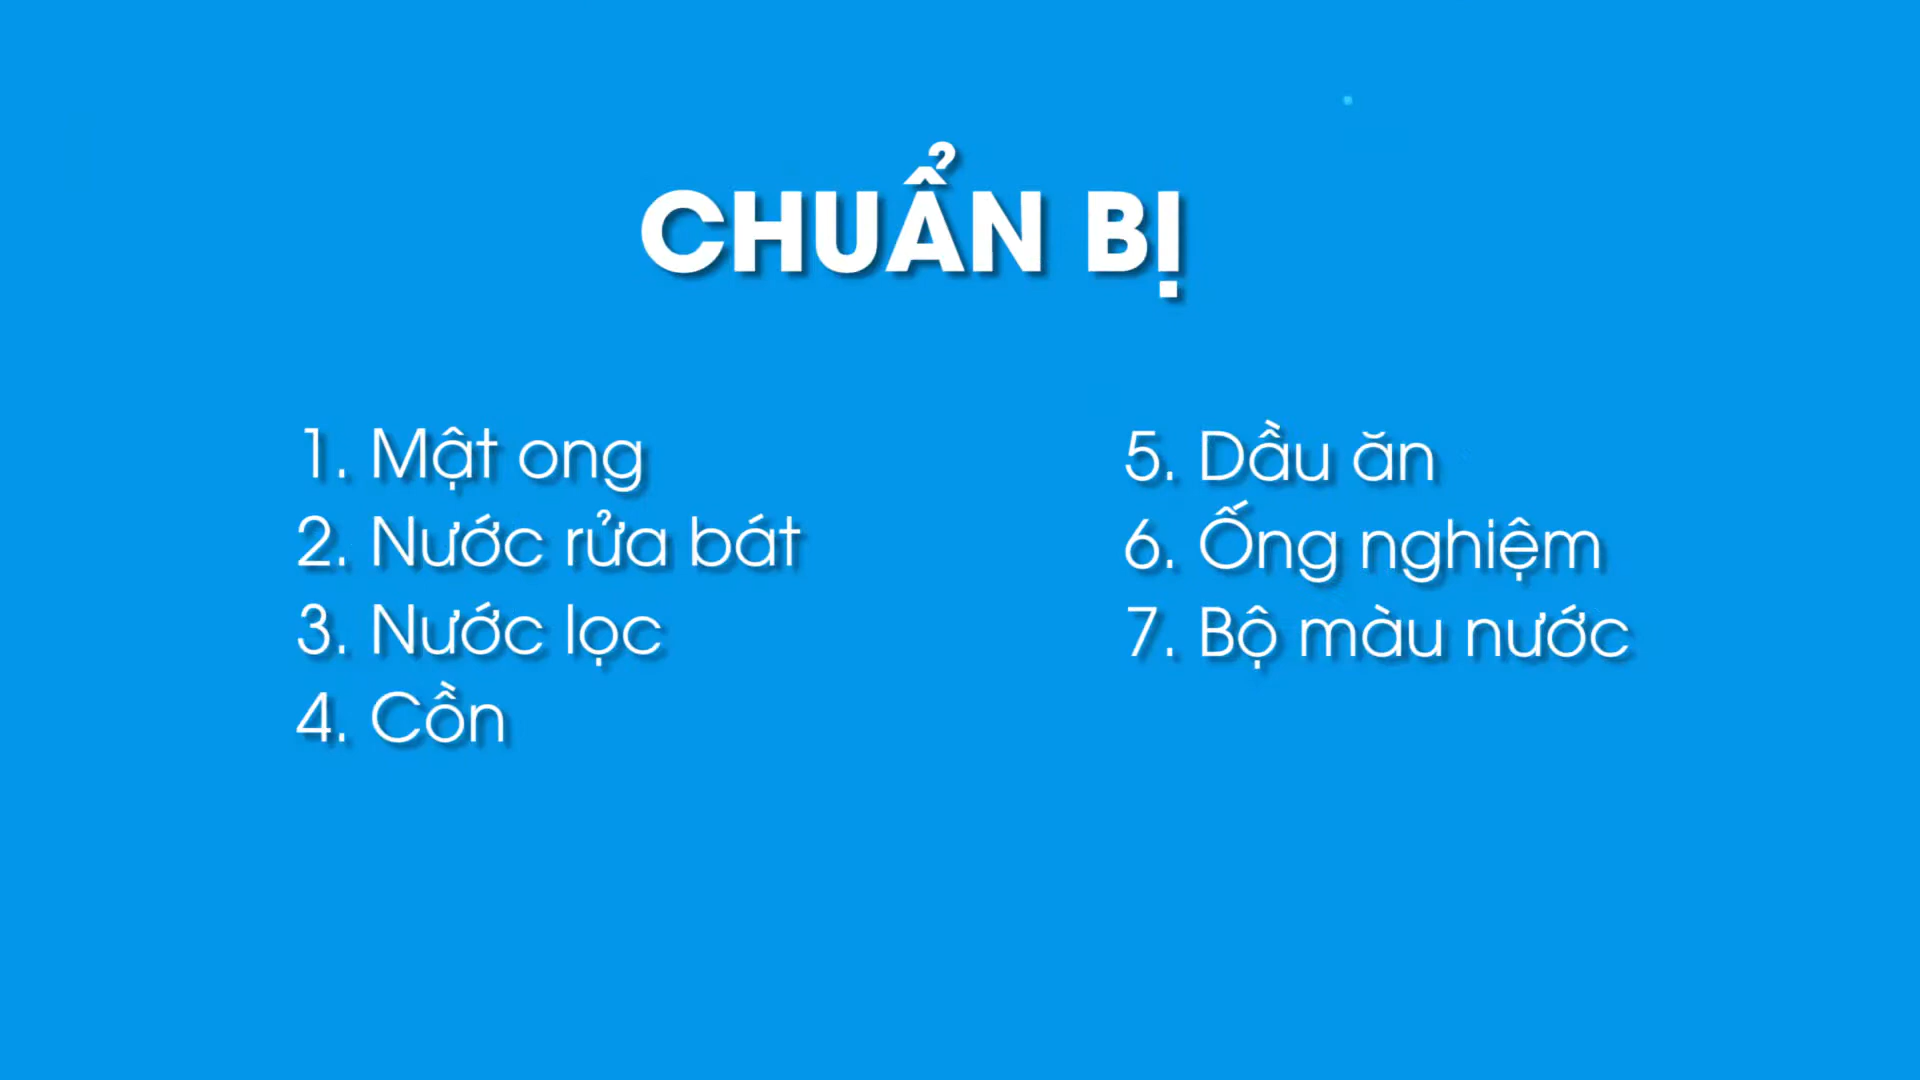 CHUẨN BỊ
1. Mật ong
2. Nước rửa bát
3. Nước lọc
4. Cồn
5. Dầu ăn
6. Ống nghiệm
7. Bộ màu nước